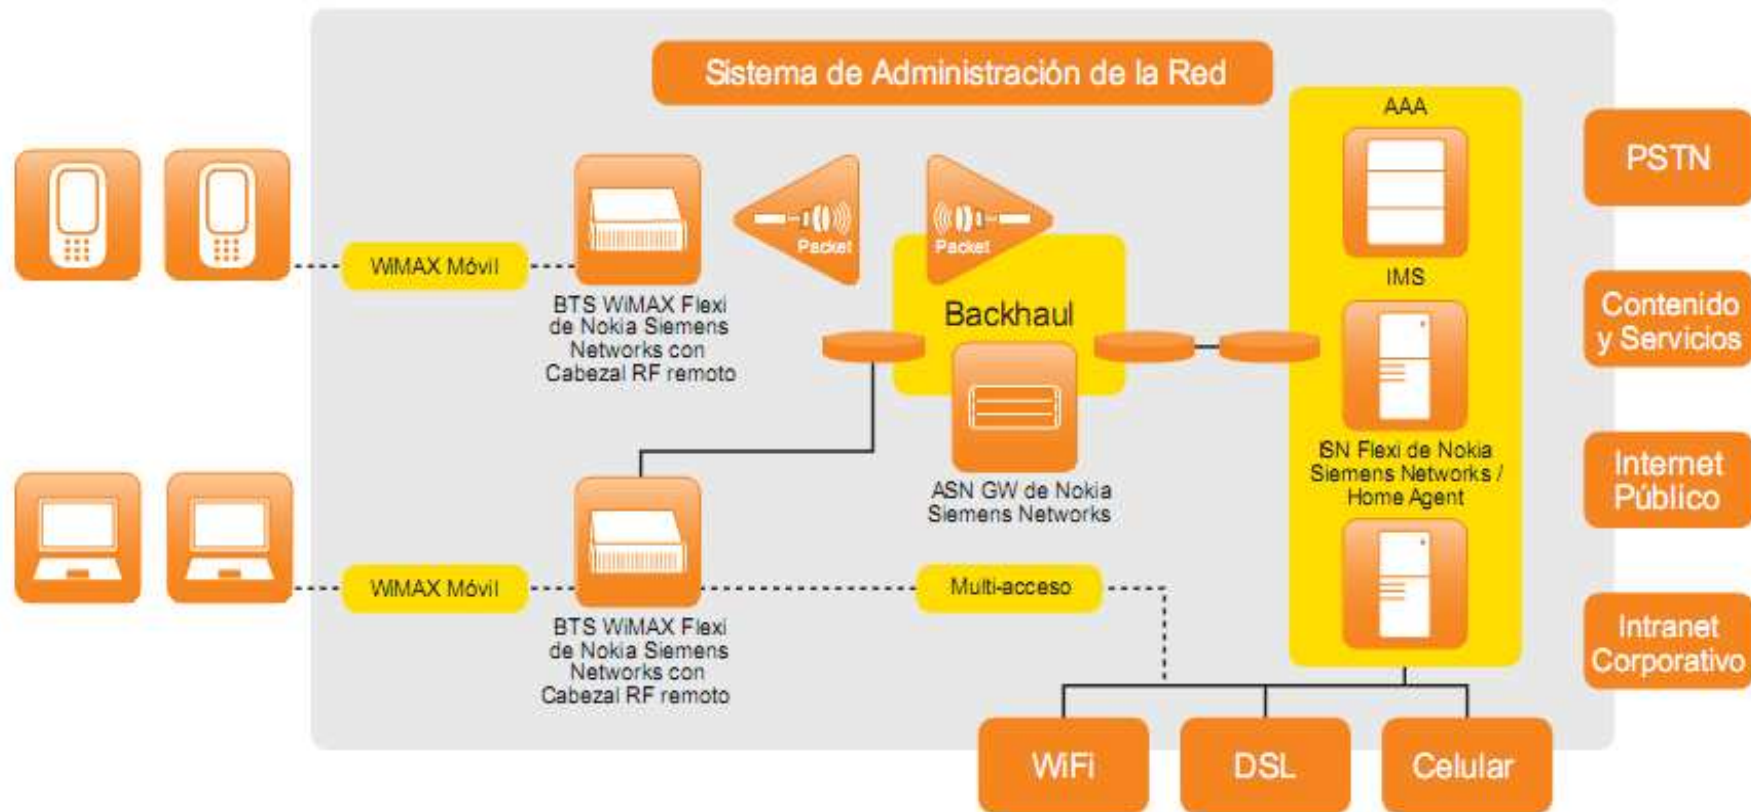 Sistema de Administración de la Red
AAA
PSTN
Packet
Packet
WiMAX Móvil
IMS
BTS WiMAX Flexi
de Nokia Siemens
Networks con
Cabezal RF remoto
Backhaul
Contenido
y Servicios
ISN Flexi de Nokia
Siemens Networks /
Home Agent
ASN GW de Nokia
Siemens Networks
Internet
Público
WiMAX Móvil
Multi-acceso
BTS WiMAX Flexi
de Nokia Siemens
Networks con
Cabezal RF remoto
Intranet
Corporativo
WiFi
DSL
Celular